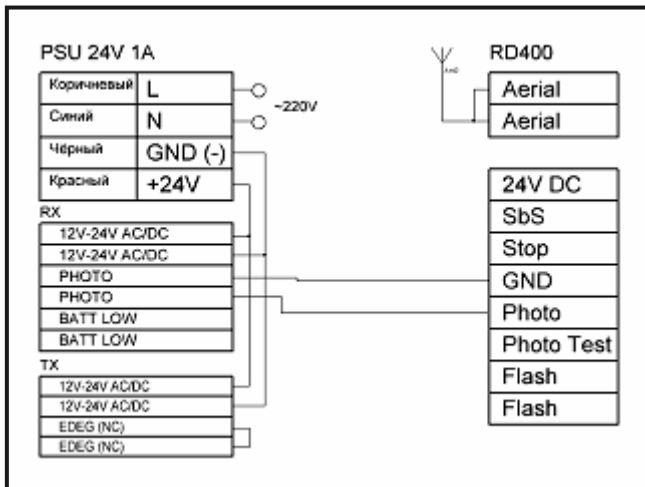 PSU 24V 1A
Коричневый L
Синий N
~220V
Чёрный GND (-)
Красный +24V
RX
12V-24V AC/DC
12V-24V AC/DC
PHOTO
PHOTO
BATT LOW
BATT LOW
TX
12V-24V AC/DC
12V-24V AC/DC
EDEG (NC)
EDEG (NC)
RD400
Aerial
Aerial
24V DC
SbS
Stop
GND
Photo
Photo Test
Flash
Flash